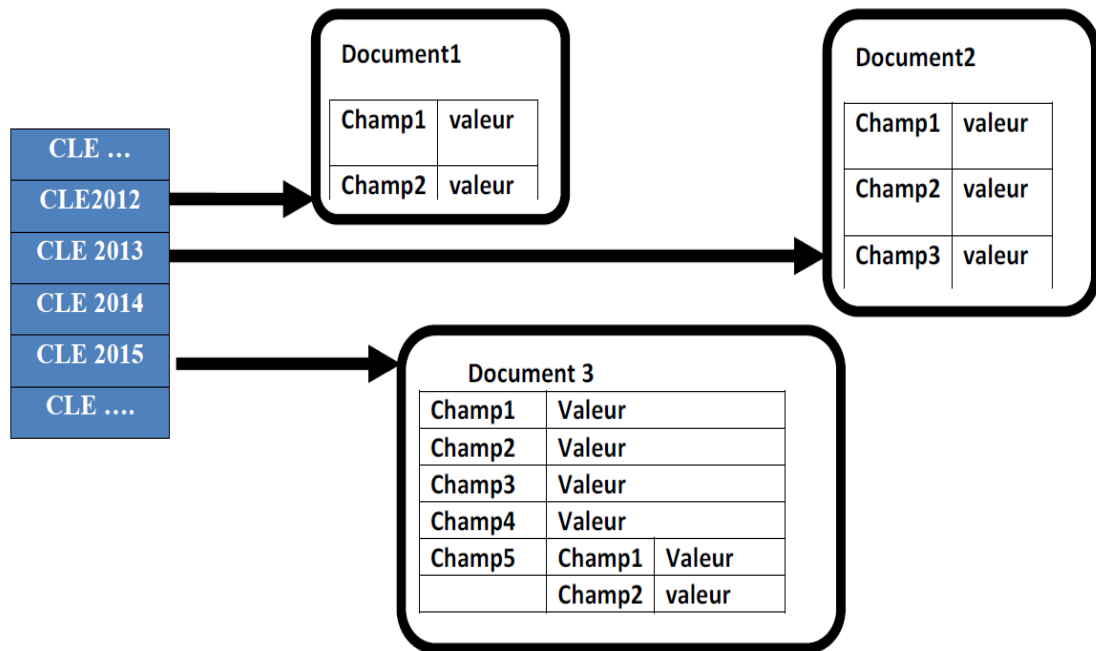 CLE ...
CLE2012
CLE 2013
CLE 2014
CLE 2015
CLE ....
Document1
Champ1 valeur
Champ2 valeur
Document2
Champ1 valeur
Champ2 valeur
Champ3 valeur
Document 3
Champ1 Valeur
Champ2 Valeur
Champ3 Valeur
Champ4 Valeur
Champ5 Champ1 Valeur
Champ2 valeur